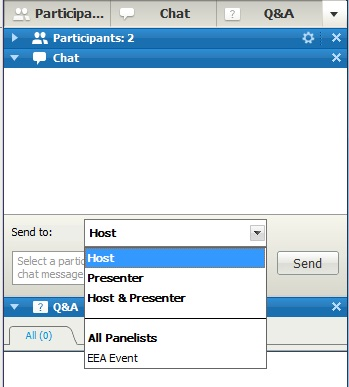 Participa... Chat Q&A
Participants: 2
Chat
Send to: Host
Host
Presenter
Host & Presenter
All Panelists
EEA Event
Select a partic
chat message
Send
Q&A
All (0)